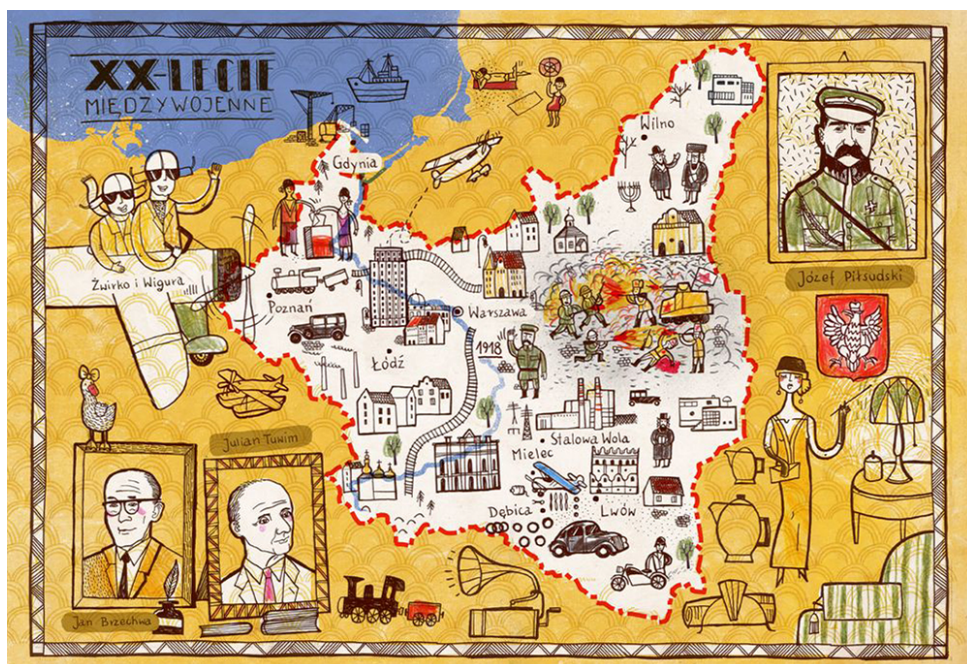 XX-LECIE
MIĘDZYWOJENNE
Gdynia
Wilno
Józef Piłsudski
Żwirko i Wigura
Poznań
Warszawa
Łódź
1918
Julian Tuwim
Stalowa Wola
Mielec
Dębica
Lwów
Jan Brzechwa